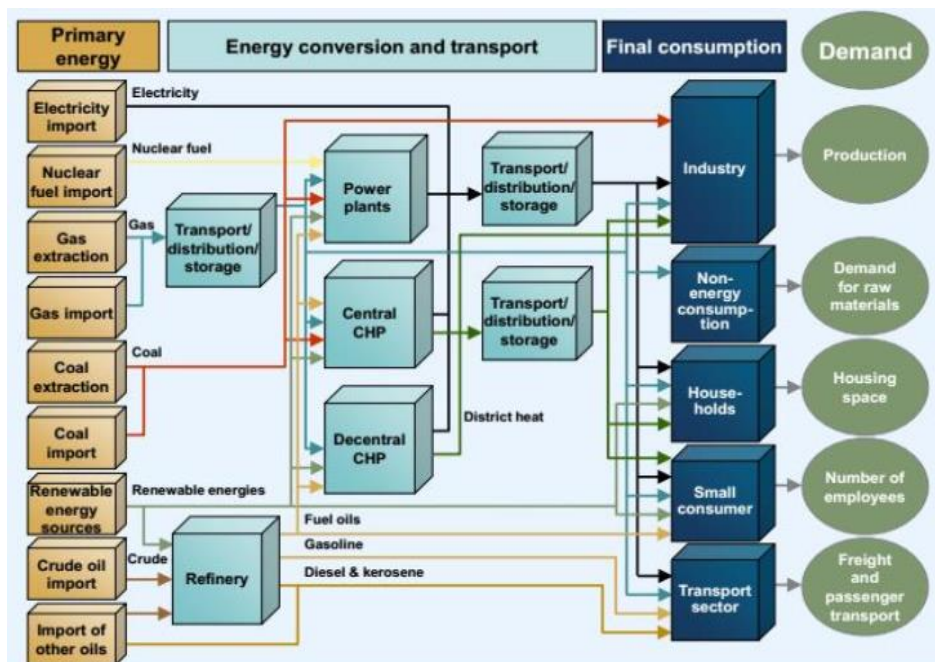 Primary
energy
Energy conversion and transport
Final consumption
Demand
Electricity
import
Electricity
Nuclear
fuel import
Nuclear fuel
Gas
extraction
Gas
Gas import
Transport/
distribution/
storage
Coal
extraction
Coal
Coal
import
Renewable
energy
sources
Renewable energies
Crude oil
import
Crude
Import of
other oils
Refinery
Fuel oils
Gasoline
Diesel & kerosene
Power
plants
Central
CHP
Decentral
CHP
Transport/
distribution/
storage
Transport/
distribution/
storage
District heat
Industry
Non-
energy
consump-
tion
House-
holds
Small
consumer
Transport
sector
Production
Demand
for raw
materials
Housing
space
Number of
employees
Freight and
passenger
transport